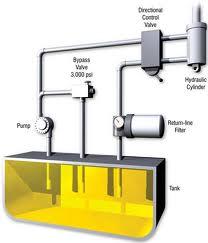 Directional
Control
Valve
Bypass
Valve
3,000 psi
Hydraulic
Cylinder
Pump
Return-line
Filter
Tank